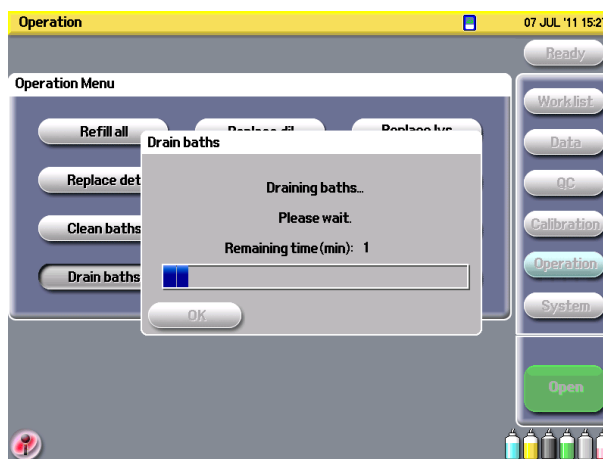 Operation
07 JUL '11 15:27
Ready
Operation Menu
Worklist
Refill all
Data
Drain baths
Replace det
Draining baths...
QC
Please wait.
Clean baths
Calibration
Remaining time(min): 1
Operation
Drain baths
System
OK
Open